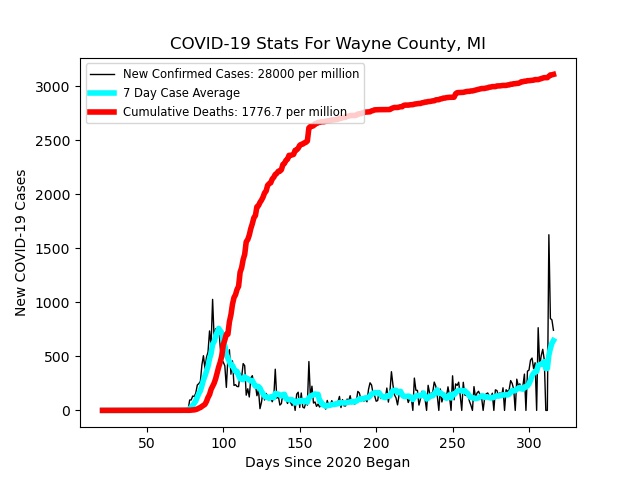 COVID-19 Stats For Wayne County, MI
New Confirmed Cases: 28000 per million
7 Day Case Average
Cumulative Deaths: 1776.7 per million
New COVID-19 Cases
3000
2500
2000
1500
1000
500
0
50 100 150 200 250 300
Days Since 2020 Began